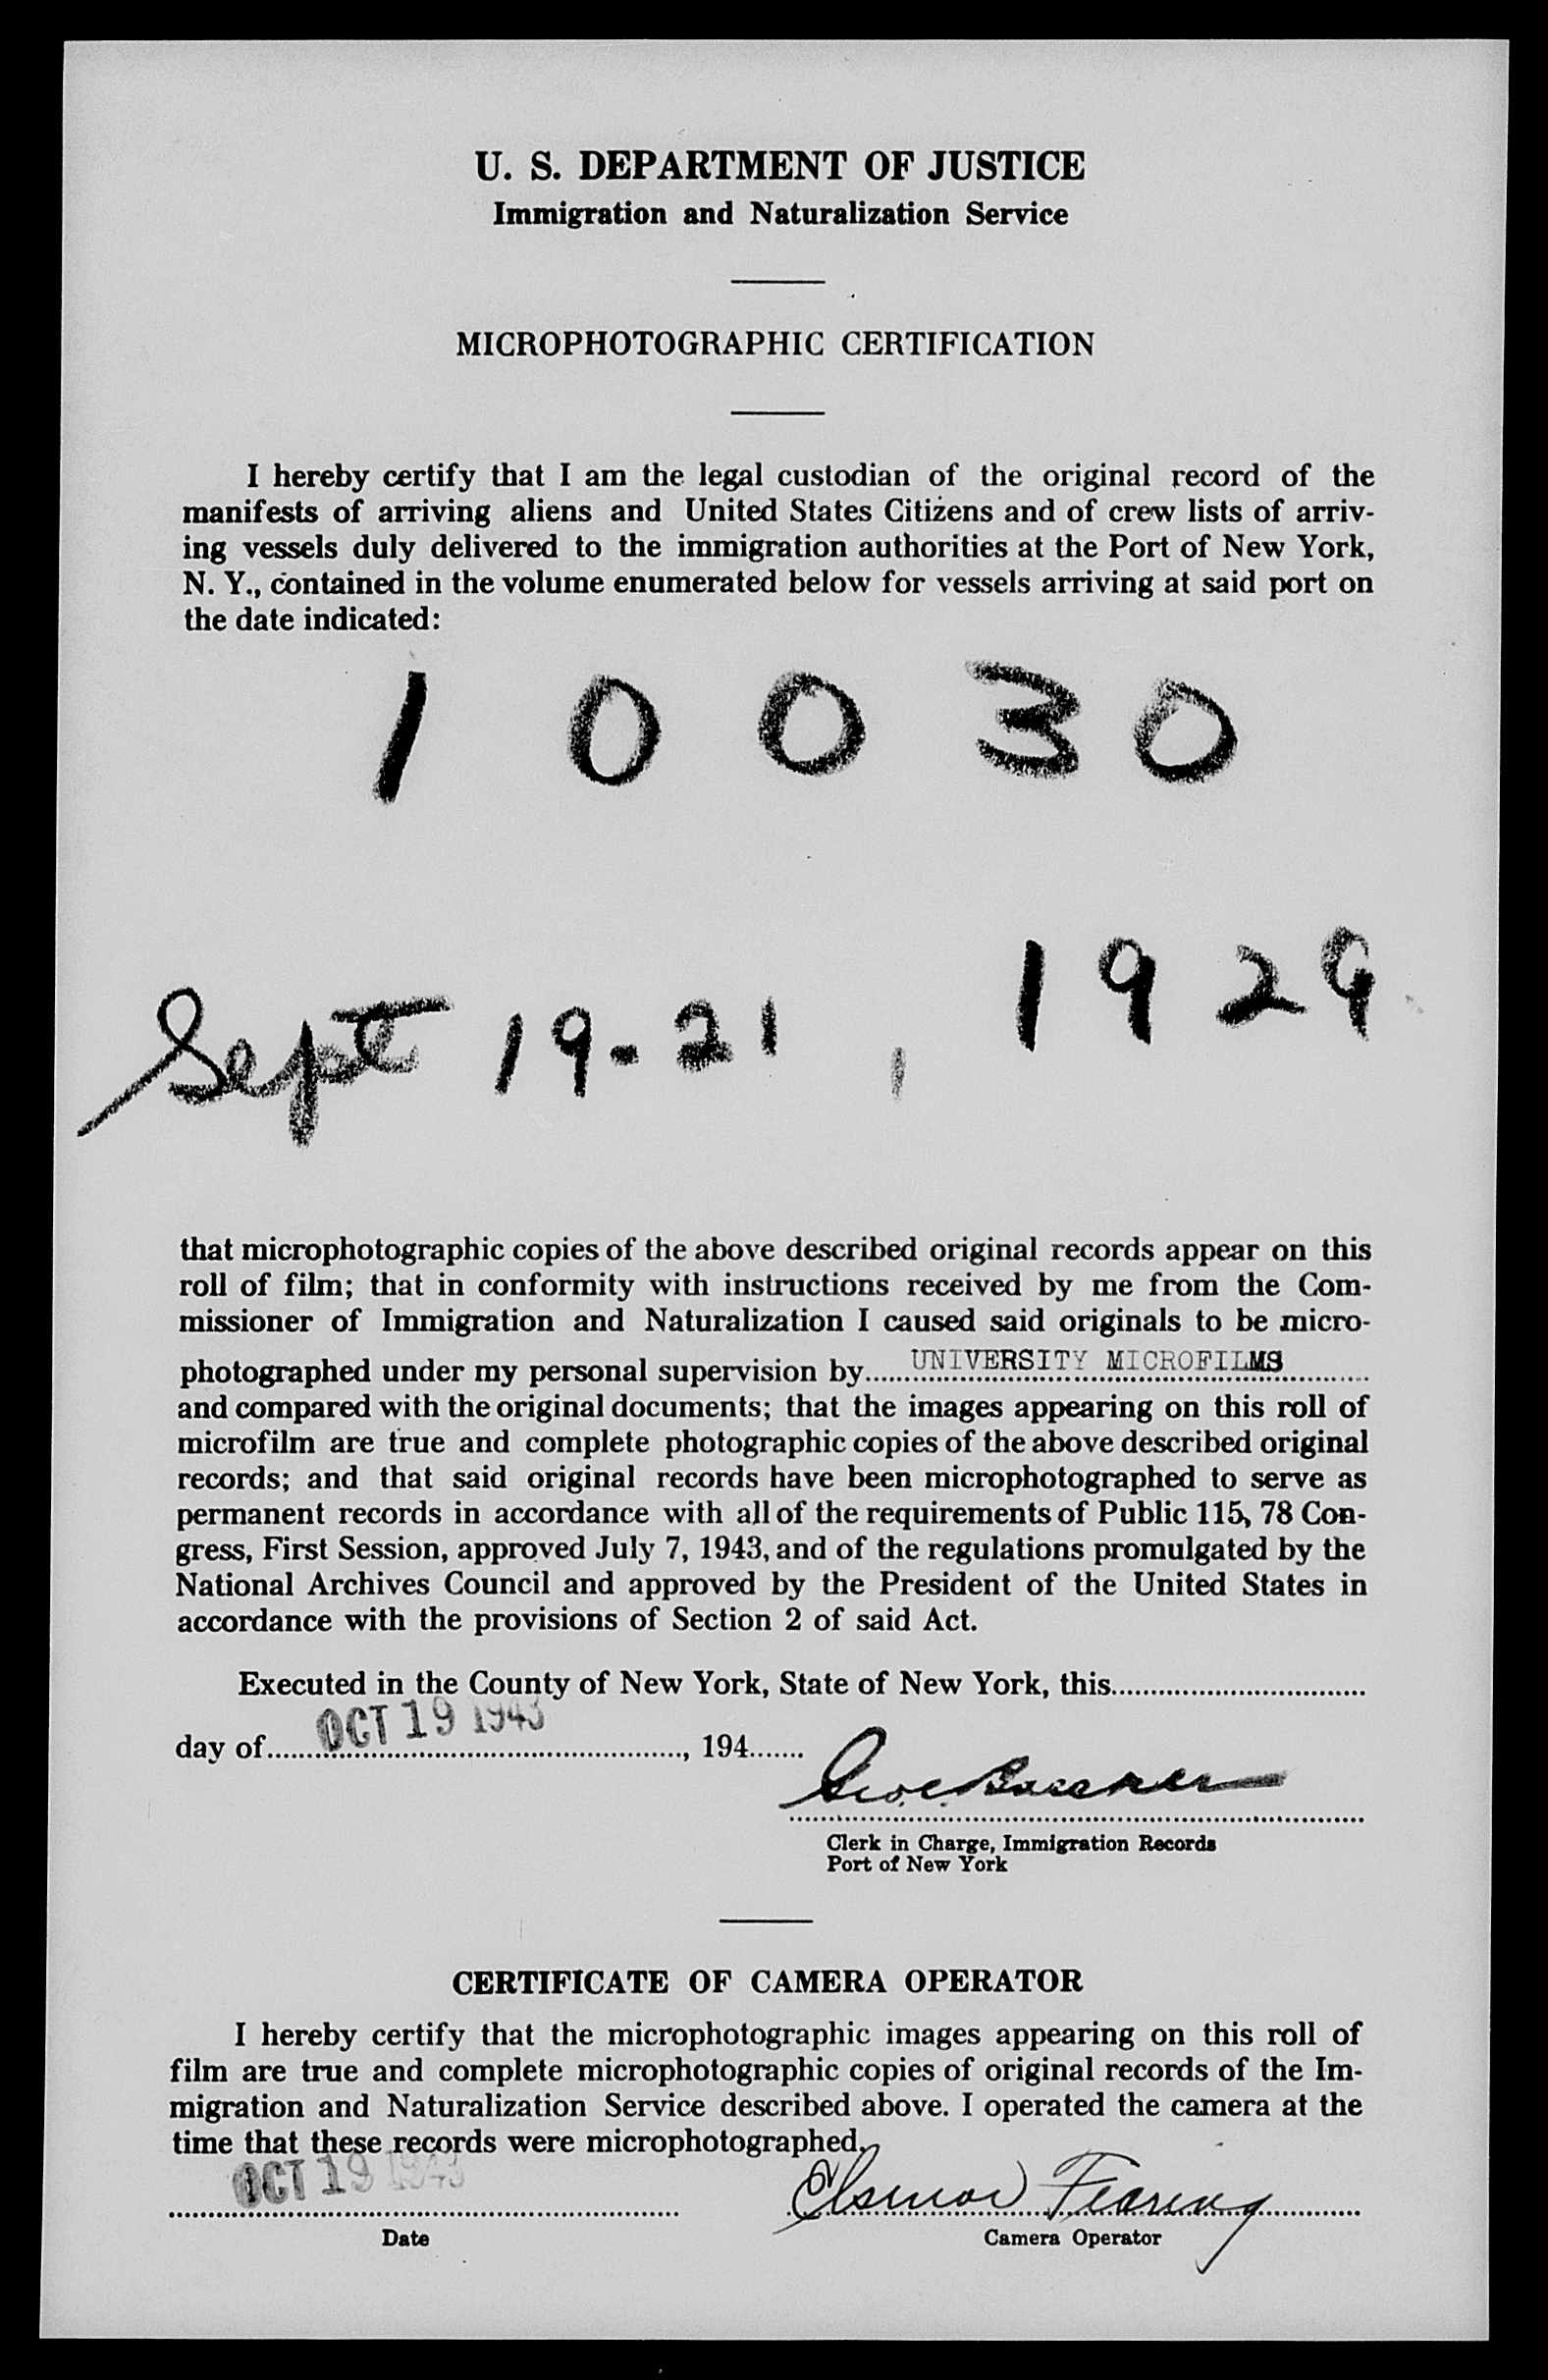 U. S. DEPARTMENT OF JUSTICE
Immigration and Naturalization Service
MICROPHOTOGRAPHIC CERTIFICATION
I hereby certify that I am the legal custodian of the original record of the
manifests of arriving aliens and United States Citizens and of crew lists of arriv-
ing vessels duly delivered to the immigration authorities at the Port of New York,
N. Y., contained in the volume enumerated below for vessels arriving at said port on
the date indicated:
1 0 0 3 0
Sept 19-21, 1929
that microphotographic copies of the above described original records appear on this
roll of film; that in conformity with instructions received by me from the Com-
missioner of Immigration and Naturalization I caused said originals to be micro-
photographed under my personal supervision by UNIVERSITY MICROFILMS
and compared with the original documents; that the images appearing on this roll of
microfilm are true and complete photographic copies of the above described original
records; and that said original records have been microphotographed to serve as
permanent records in accordance with all of the requirements of Public 115, 78 Con-
gress, First Session, approved July 7, 1943, and of the regulations promulgated by the
National Archives Council and approved by the President of the United States in
accordance with the provisions of Section 2 of said Act.
Executed in the County of New York, State of New York, this
day of OCT 19 1943, 194
Clerk in Charge, Immigration Records
Port of New York
CERTIFICATE OF CAMERA OPERATOR
I hereby certify that the microphotographic images appearing on this roll of
film are true and complete microphotographic copies of original records of the Im-
migration and Naturalization Service described above. I operated the camera at the
time that these records were microphotographed.
OCT 19 1943
Date
Camera Operator